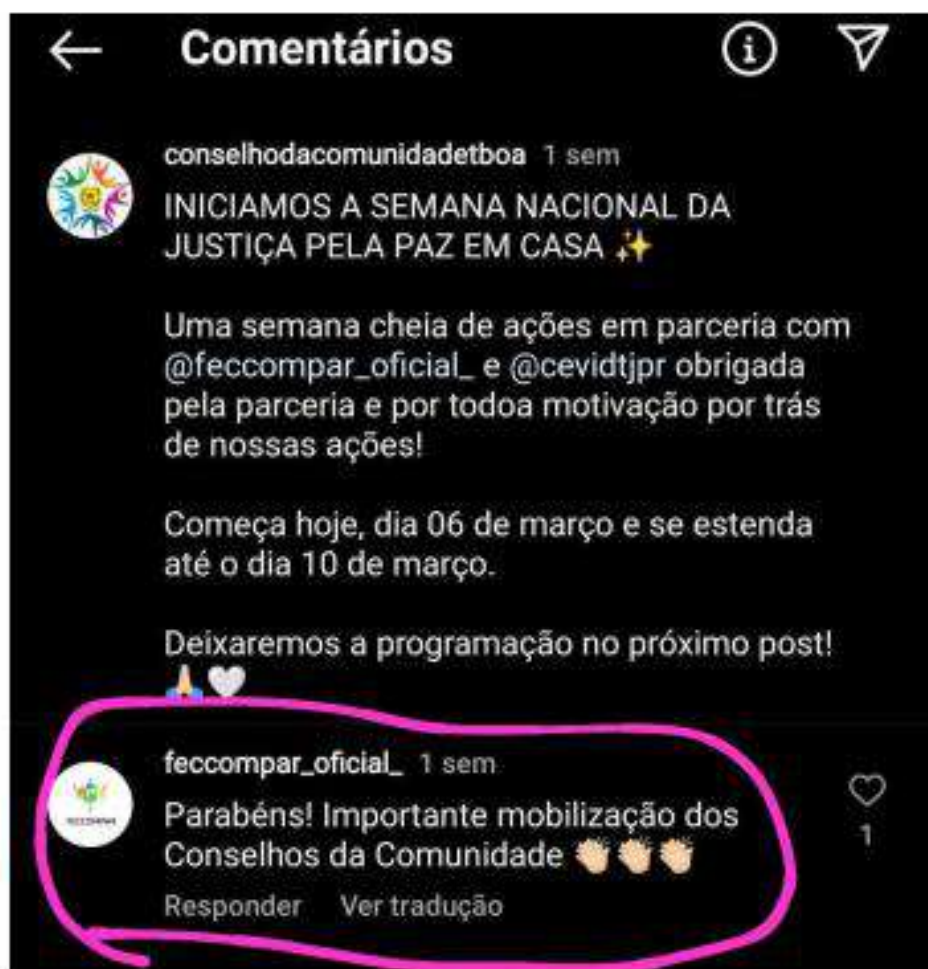 Comentários
conselhodacomunidadetboa 1 sem
INICIAMOS A SEMANA NACIONAL DA
JUSTIÇA PELA PAZ EM CASA ✨
Uma semana cheia de ações em parceria com
@feccompar_oficial_ e @cevidtjpr obrigada
pela parceria e por todoa motivação por trás
de nossas ações!
Começa hoje, dia 06 de março e se estenda
até o dia 10 de março.
Deixaremos a programação no próximo post!
🙏🏻🤍
feccompar_oficial_ 1 sem
Parabéns! Importante mobilização dos
Conselhos da Comunidade 👏🏻👏🏻👏🏻
1
Responder Ver tradução